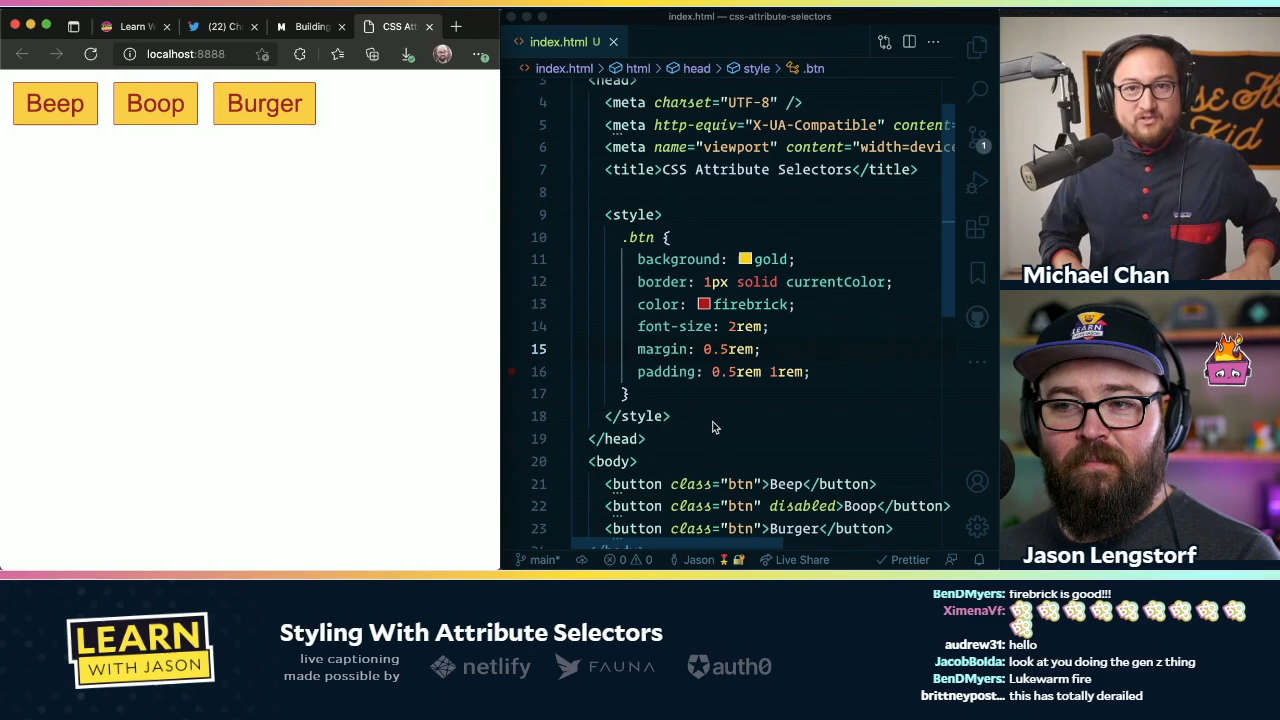 Learn W
(22) Ch
M Building
CSS At
localhost:8888
Beep
Boop
Burger
index.html — css-attribute-selectors
index.html U
index.html > html > head > style > .btn
3 <head>
4 <meta charset="UTF-8" />
5 <meta http-equiv="X-UA-Compatible" content=
6 <meta name="viewport" content="width=device
7 <title>CSS Attribute Selectors</title>
8
9 <style>
10 .btn {
11 background: gold;
12 border: 1px solid currentColor;
13 color: firebrick;
14 font-size: 2rem;
15 margin: 0.5rem;
16 padding: 0.5rem 1rem;
17 }
18 </style>
19 </head>
20 <body>
21 <button class="btn">Beep</button>
22 <button class="btn" disabled>Boop</button>
23 <button class="btn">Burger</button>
main*
0 0
Jason
Live Share
Prettier
1
Kid
Michael Chan
LEARN
Jason Lengstorf
LEARN
WITH JASON
Styling With Attribute Selectors
live captioning
made possible by
netlify
FAUNA
auth0
BenDMyers: firebrick is good!!!
XimenaVf:
audrew31: hello
JacobBolda: look at you doing the gen z thing
BenDMyers: Lukewarm fire
brittneypost... this has totally derailed